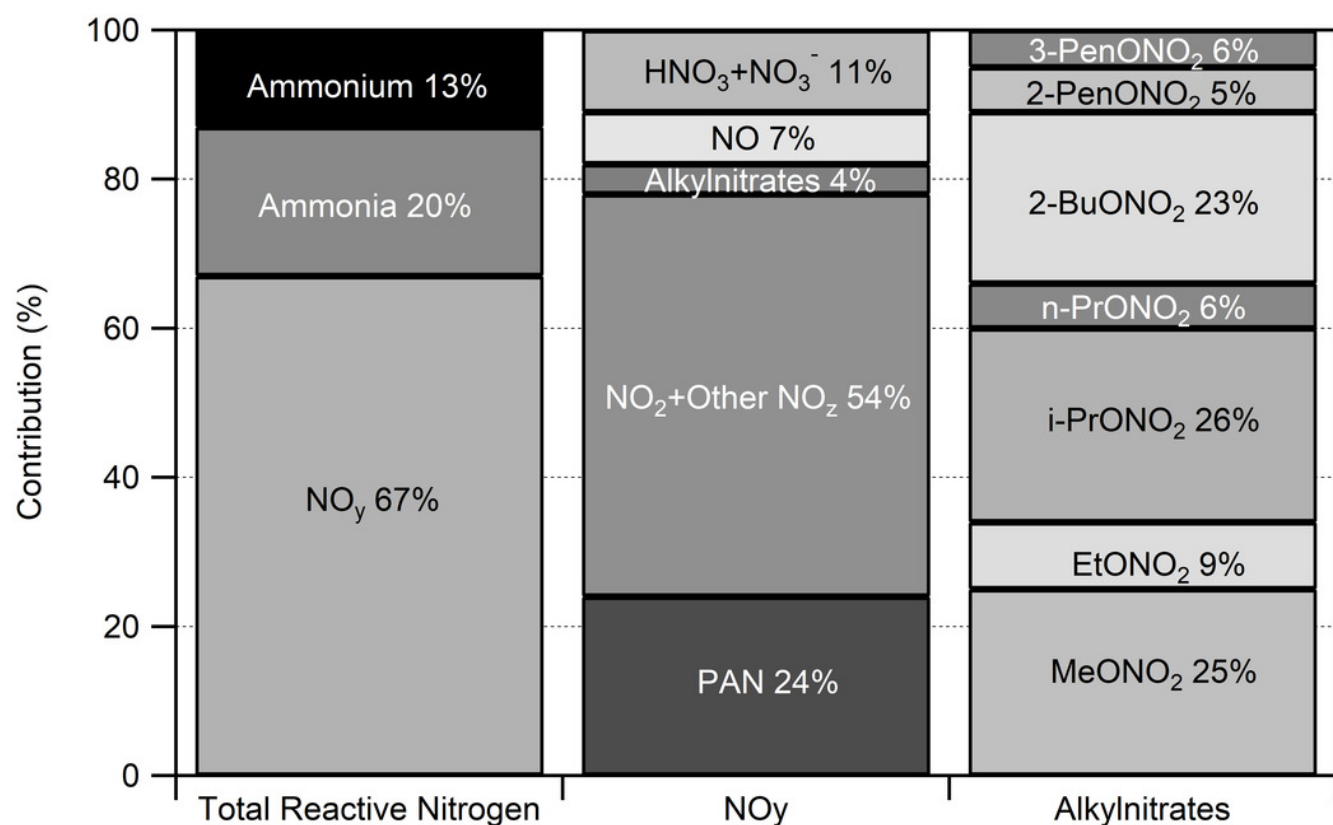 100
80
60
40
20
0
Contribution (%)
Ammonium 13%
Ammonia 20%
NOy 67%
HNO3+NO3- 11%
NO 7%
Alkylnitrates 4%
NO2+Other NOz 54%
PAN 24%
3-PenONO2 6%
2-PenONO2 5%
2-BuONO2 23%
n-PrONO2 6%
i-PrONO2 26%
EtONO2 9%
MeONO2 25%
Total Reactive Nitrogen
NOy
Alkylnitrates